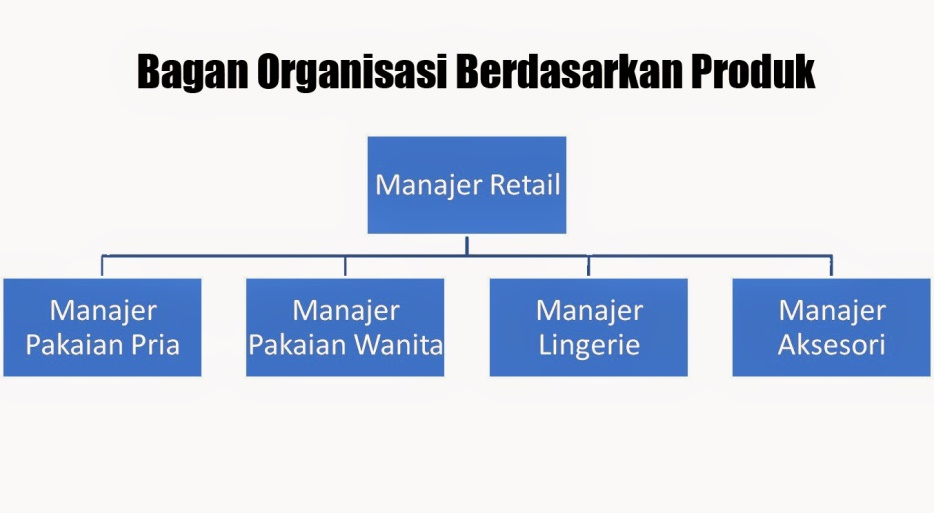 Bagan Organisasi Berdasarkan Produk
Manajer Retail
Manajer
Pakaian Pria
Manajer
Pakaian Wanita
Manajer
Lingerie
Manajer
Aksesori